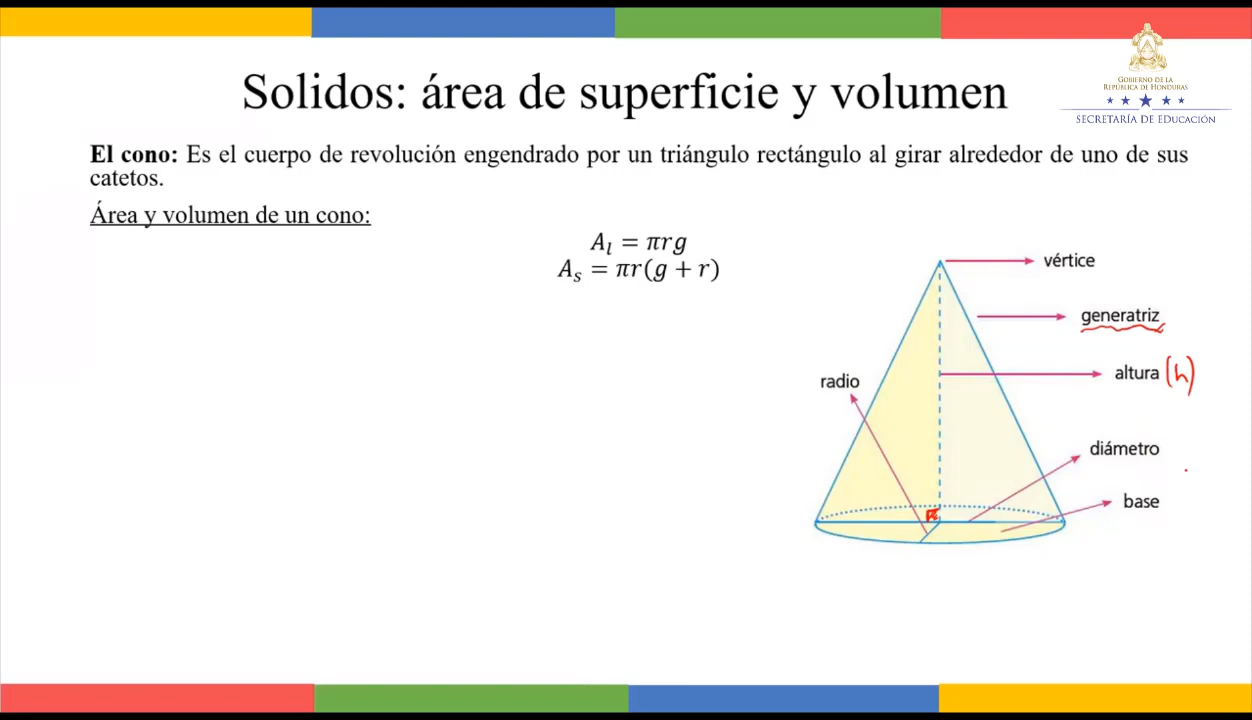 Solidos: área de superficie y volumen
GOBIERNO DE LA
REPÚBLICA DE HONDURAS
SECRETARÍA DE EDUCACIÓN
El cono: Es el cuerpo de revolución engendrado por un triángulo rectángulo al girar alrededor de uno de sus
catetos.
Área y volumen de un cono:
A_l = πrg
A_s = πr(g + r)
vértice
generatriz
altura (h)
radio
diámetro
base